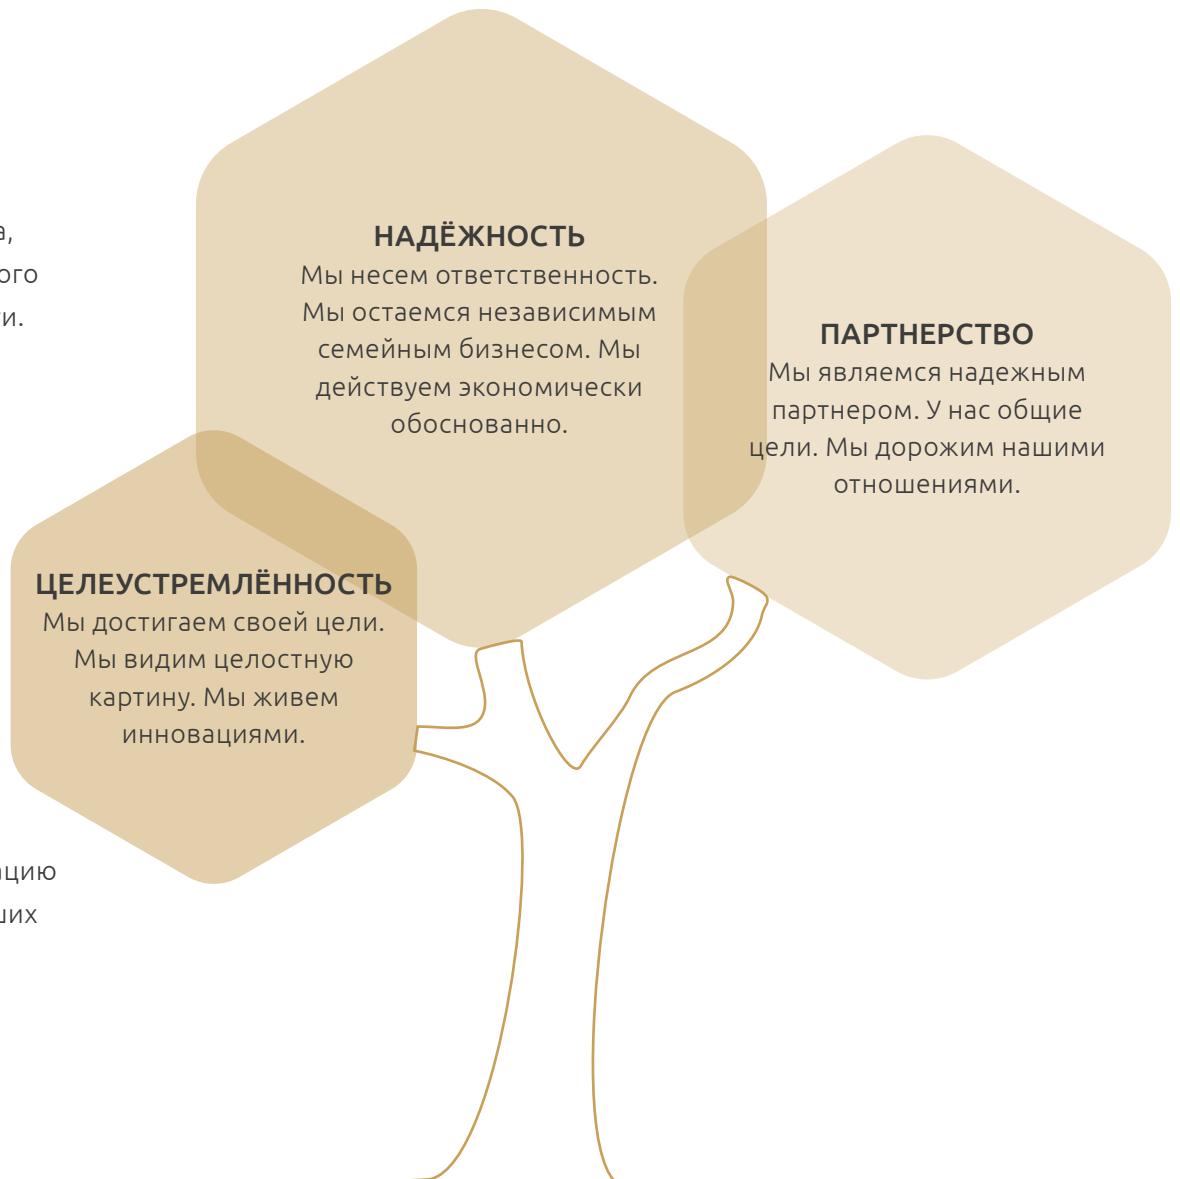 НАДЁЖНОСТЬ
Мы несем ответственность.
Мы остаемся независимым
семейным бизнесом. Мы
действуем экономически
обоснованно.
ПАРТНЕРСТВО
Мы являемся надежным
партнером. У нас общие
цели. Мы дорожим нашими
отношениями.
ЦЕЛЕУСТРЕМЛЁННОСТЬ
Мы достигаем своей цели.
Мы видим целостную
картину. Мы живем
инновациями.